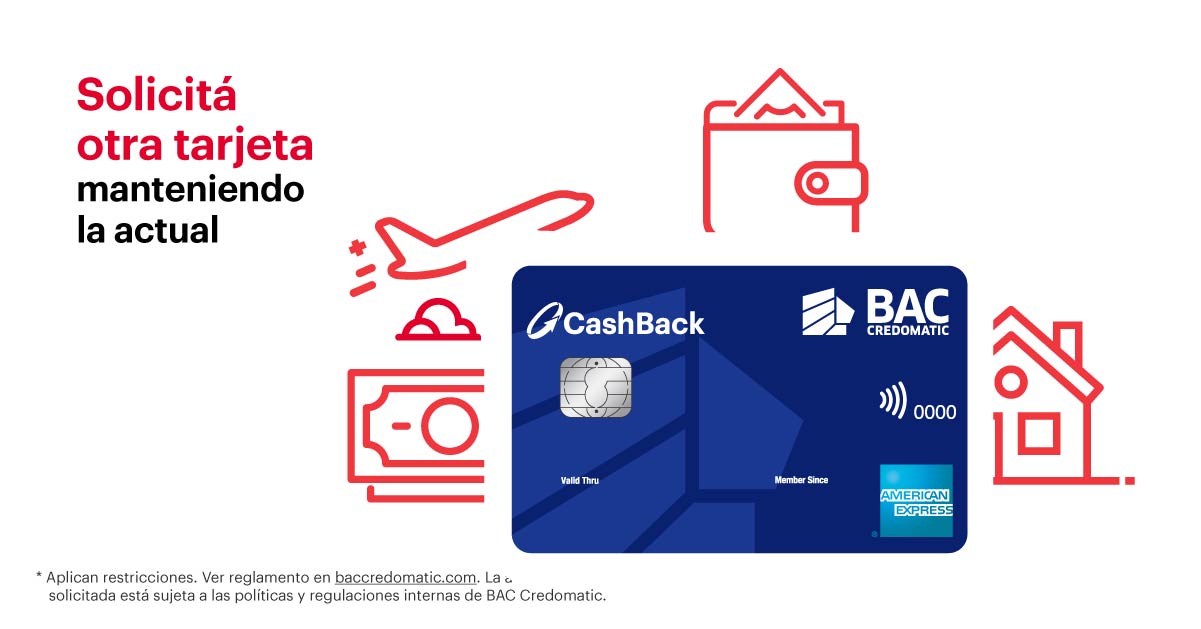 Solicitá
otra tarjeta
manteniendo
la actual
CashBack
BAC
CREDOMATIC
0000
Valid Thru
Member Since
AMERICAN
EXPRESS
®
* Aplican restricciones. Ver reglamento en baccredomatic.com. La
solicitada está sujeta a las políticas y regulaciones internas de BAC Credomatic.